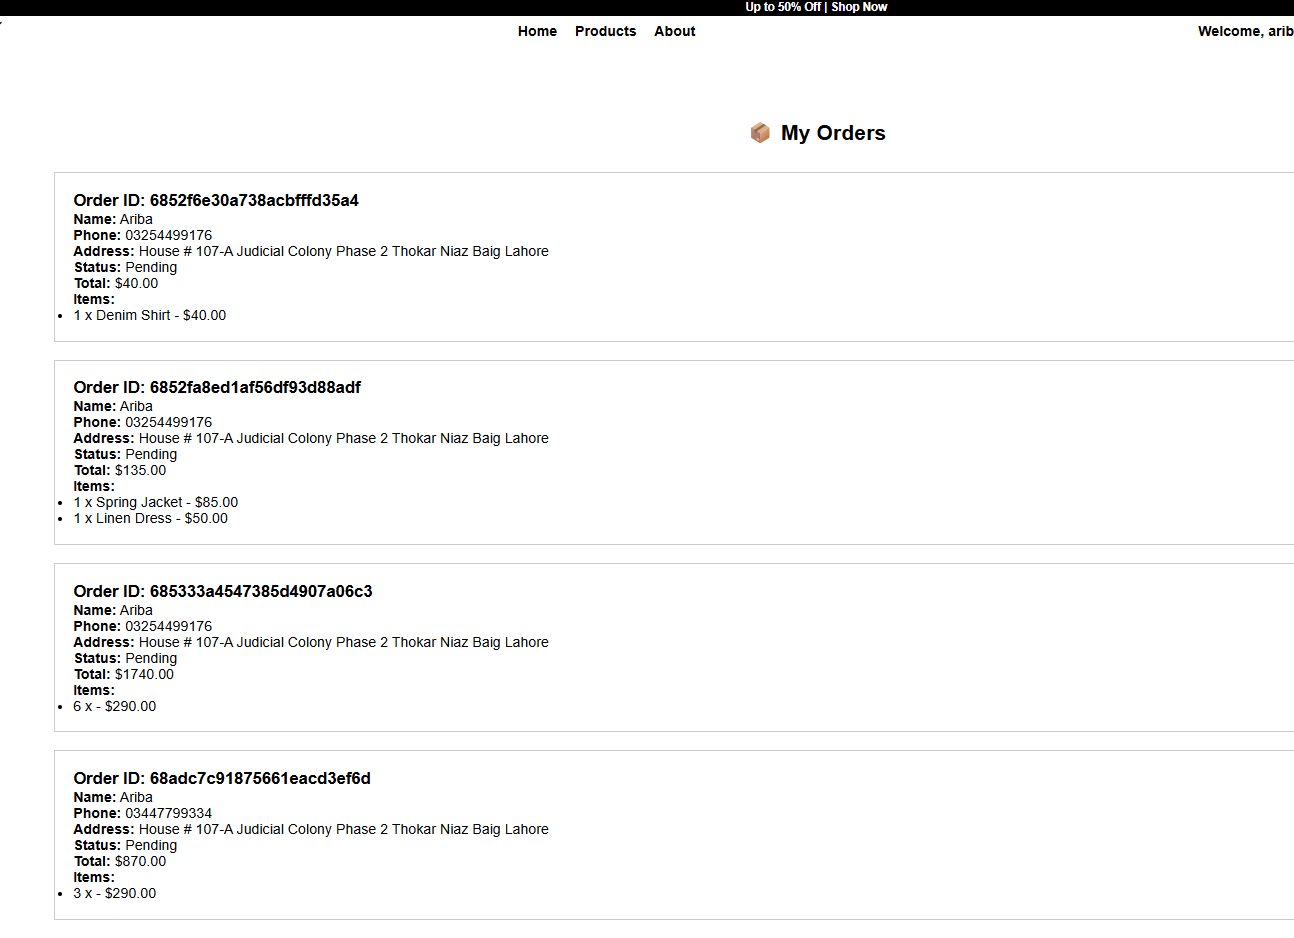 Up to 50% Off | Shop Now
Home Products About Welcome, arib
📦 My Orders
Order ID: 6852f6e30a738acbfffd35a4
Name: Ariba
Phone: 03254499176
Address: House # 107-A Judicial Colony Phase 2 Thokar Niaz Baig Lahore
Status: Pending
Total: $40.00
Items:
• 1 x Denim Shirt - $40.00
Order ID: 6852fa8ed1af56df93d88adf
Name: Ariba
Phone: 03254499176
Address: House # 107-A Judicial Colony Phase 2 Thokar Niaz Baig Lahore
Status: Pending
Total: $135.00
Items:
• 1 x Spring Jacket - $85.00
• 1 x Linen Dress - $50.00
Order ID: 685333a4547385d4907a06c3
Name: Ariba
Phone: 03254499176
Address: House # 107-A Judicial Colony Phase 2 Thokar Niaz Baig Lahore
Status: Pending
Total: $1740.00
Items:
• 6 x - $290.00
Order ID: 68adc7c91875661eacd3ef6d
Name: Ariba
Phone: 03447799334
Address: House # 107-A Judicial Colony Phase 2 Thokar Niaz Baig Lahore
Status: Pending
Total: $870.00
Items:
• 3 x - $290.00